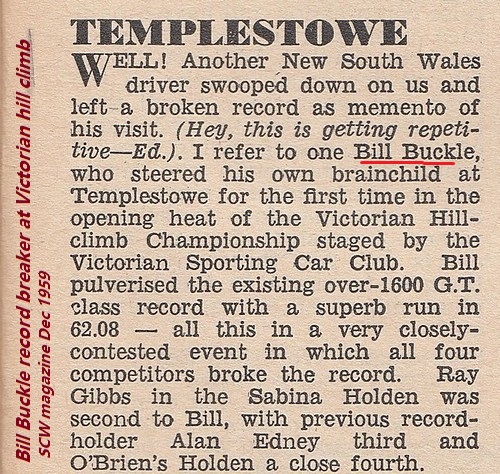 TEMPLESTOWE
WELL! Another New South Wales
driver swooped down on us and
left a broken record as memento of
his visit. (Hey, this is getting repeti-
tive—Ed.). I refer to one Bill Buckle,
who steered his own brainchild at
Templestowe for the first time in the
opening heat of the Victorian Hill-
climb Championship staged by the
Victorian Sporting Car Club. Bill
pulverised the existing over-1600 G.T.
class record with a superb run in
62.08 — all this in a very closely-
contested event in which all four
competitors broke the record. Ray
Gibbs in the Sabina Holden was
second to Bill, with previous record-
holder Alan Edney third and
O'Brien's Holden a close fourth.
Bill Buckle record breaker at Victorian hill climb
SCW magazine Dec 1959